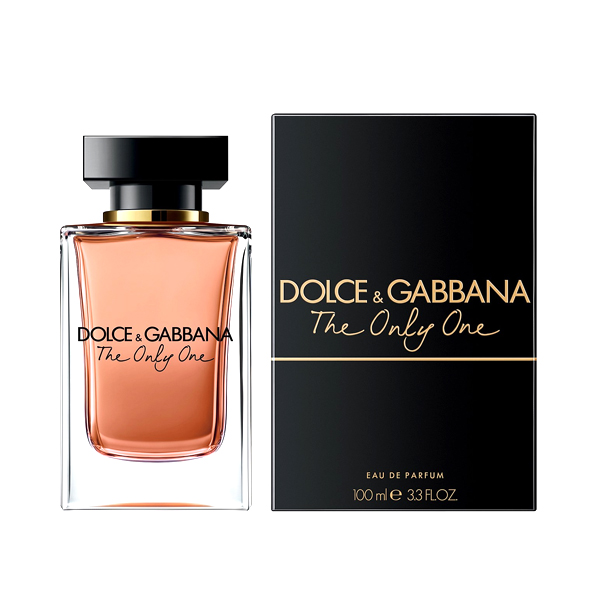 DOLCE & GABBANA
The Only One
DOLCE & GABBANA
The Only One
EAU DE PARFUM
100 ml e 3.3 FL.OZ.